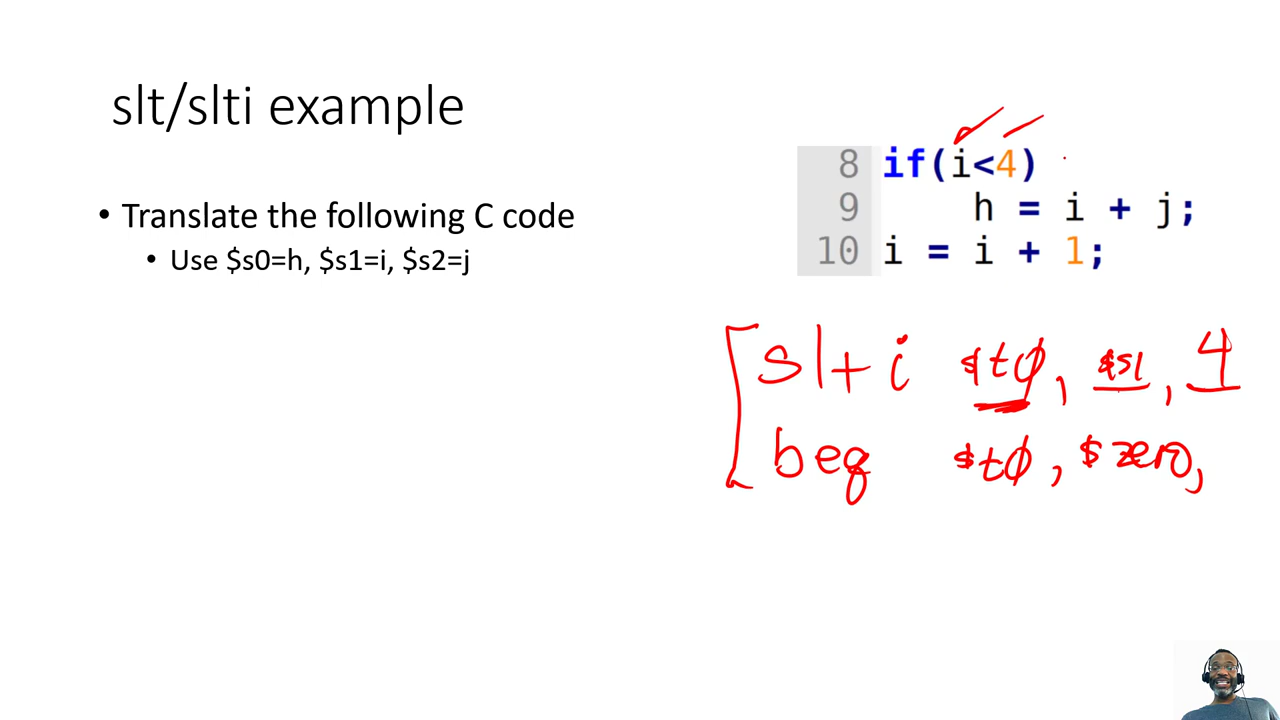 slt/slti example
• Translate the following C code
• Use $s0=h, $s1=i, $s2=j
8 if(i<4)
9 h = i + j;
10 i = i + 1;
slti $t0, $s1, 4
beq $t0, $zero,